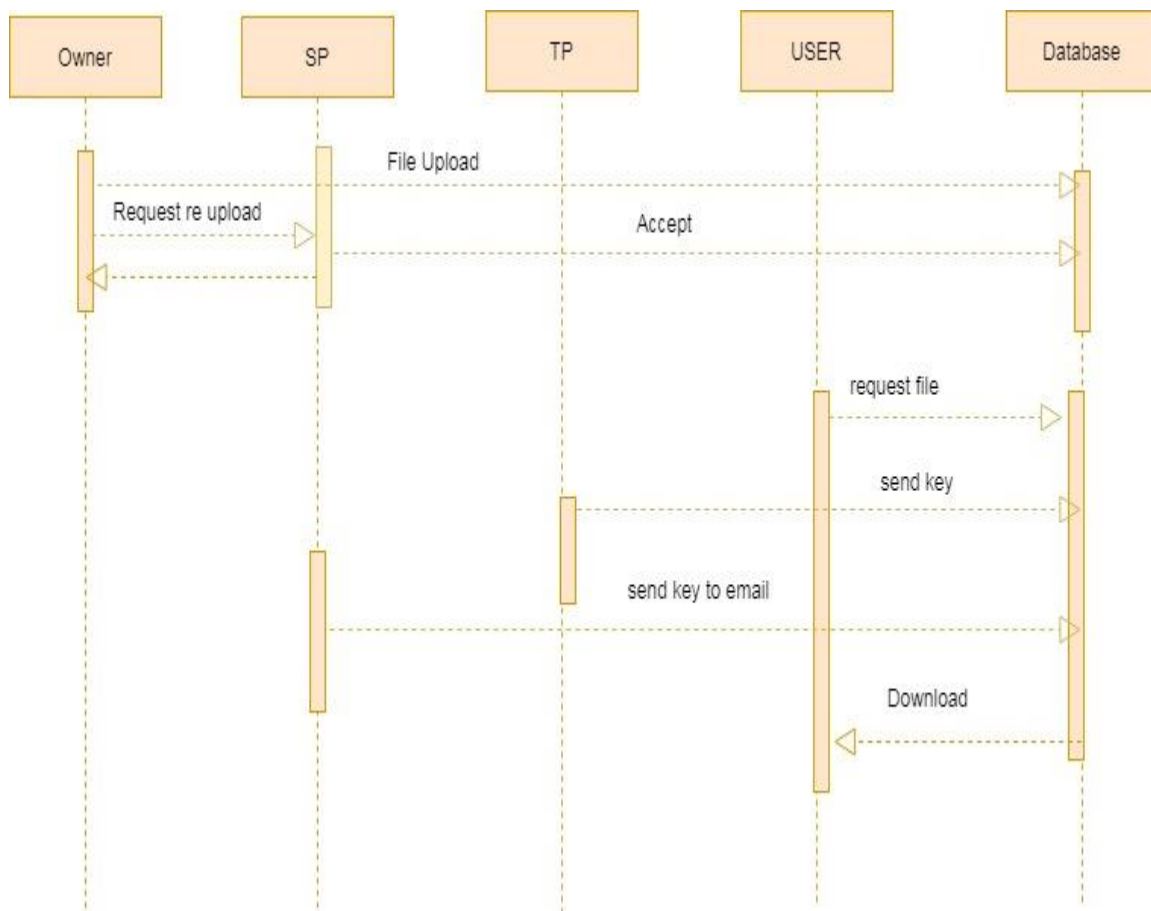 Owner
SP
TP
USER
Database
File Upload
Request re upload
Accept
request file
send key
send key to email
Download